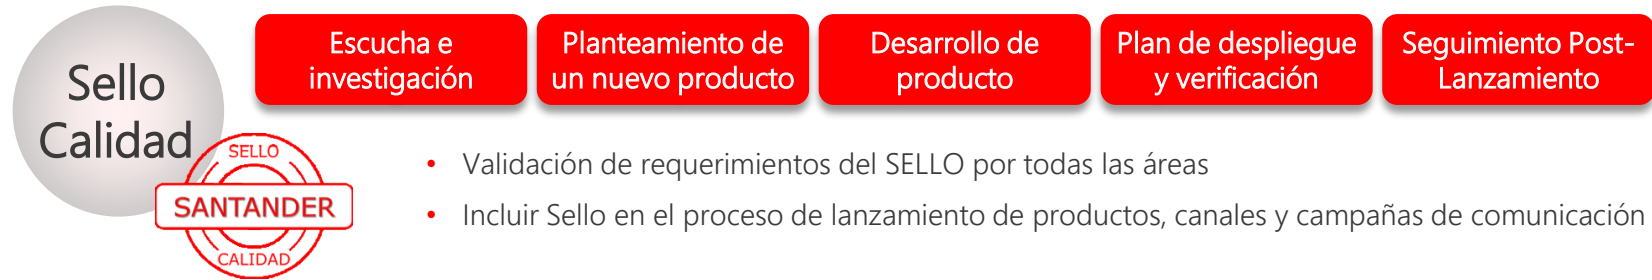 Sello
Calidad
SELLO
SANTANDER
CALIDAD
Escucha e
investigación
Planteamiento de
un nuevo producto
Desarrollo de
producto
Plan de despliegue
y verificación
Seguimiento Post-
Lanzamiento
• Validación de requerimientos del SELLO por todas las áreas
• Incluir Sello en el proceso de lanzamiento de productos, canales y campañas de comunicación